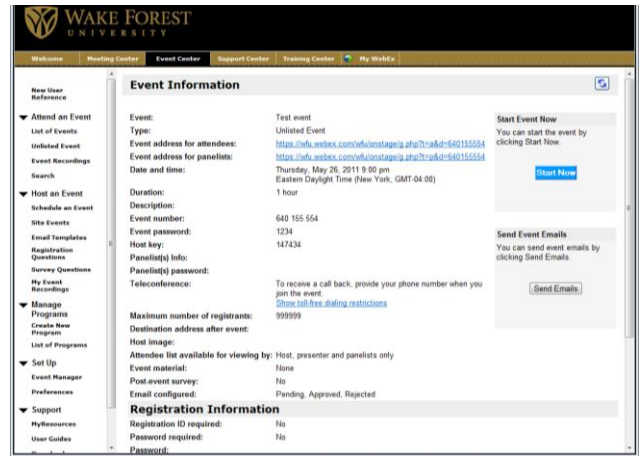 WAKE FOREST
UNIVERSITY
Welcome Meeting Center Event Center Support Center Training Center My WebEx
New User
Reference
Attend an Event
List of Events
Unlisted Event
Event Recordings
Search
Host an Event
Schedule an Event
Site Events
Email Templates
Registration
Questions
Survey Questions
My Event
Recordings
Manage
Programs
Create New
Program
List of Programs
Set Up
Event Manager
Preferences
Support
MyResources
User Guides
Event Information
Event: Test event
Type: Unlisted Event
Event address for attendees: https://wfu.webex.com/wfu/onstage/g.php?t=a&d=640155554
Event address for panelists: https://wfu.webex.com/wfu/onstage/g.php?t=p&d=640155554
Date and time: Thursday, May 26, 2011 9:00 pm
Eastern Daylight Time (New York, GMT-04:00)
Duration: 1 hour
Description:
Event number: 640 155 554
Event password: 1234
Host key: 147434
Panelist(s) Info:
Panelist(s) password:
Teleconference: To receive a call back, provide your phone number when you
join the event.
Show toll-free dialing restrictions
Maximum number of registrants: 999999
Destination address after event:
Host image:
Attendee list available for viewing by: Host, presenter and panelists only
Event material: None
Post-event survey: No
Email configured: Pending, Approved, Rejected
Registration Information
Registration ID required: No
Password required: No
Password:
Start Event Now
You can start the event by
clicking Start Now.
Start Now
Send Event Emails
You can send event emails by
clicking Send Emails.
Send Emails